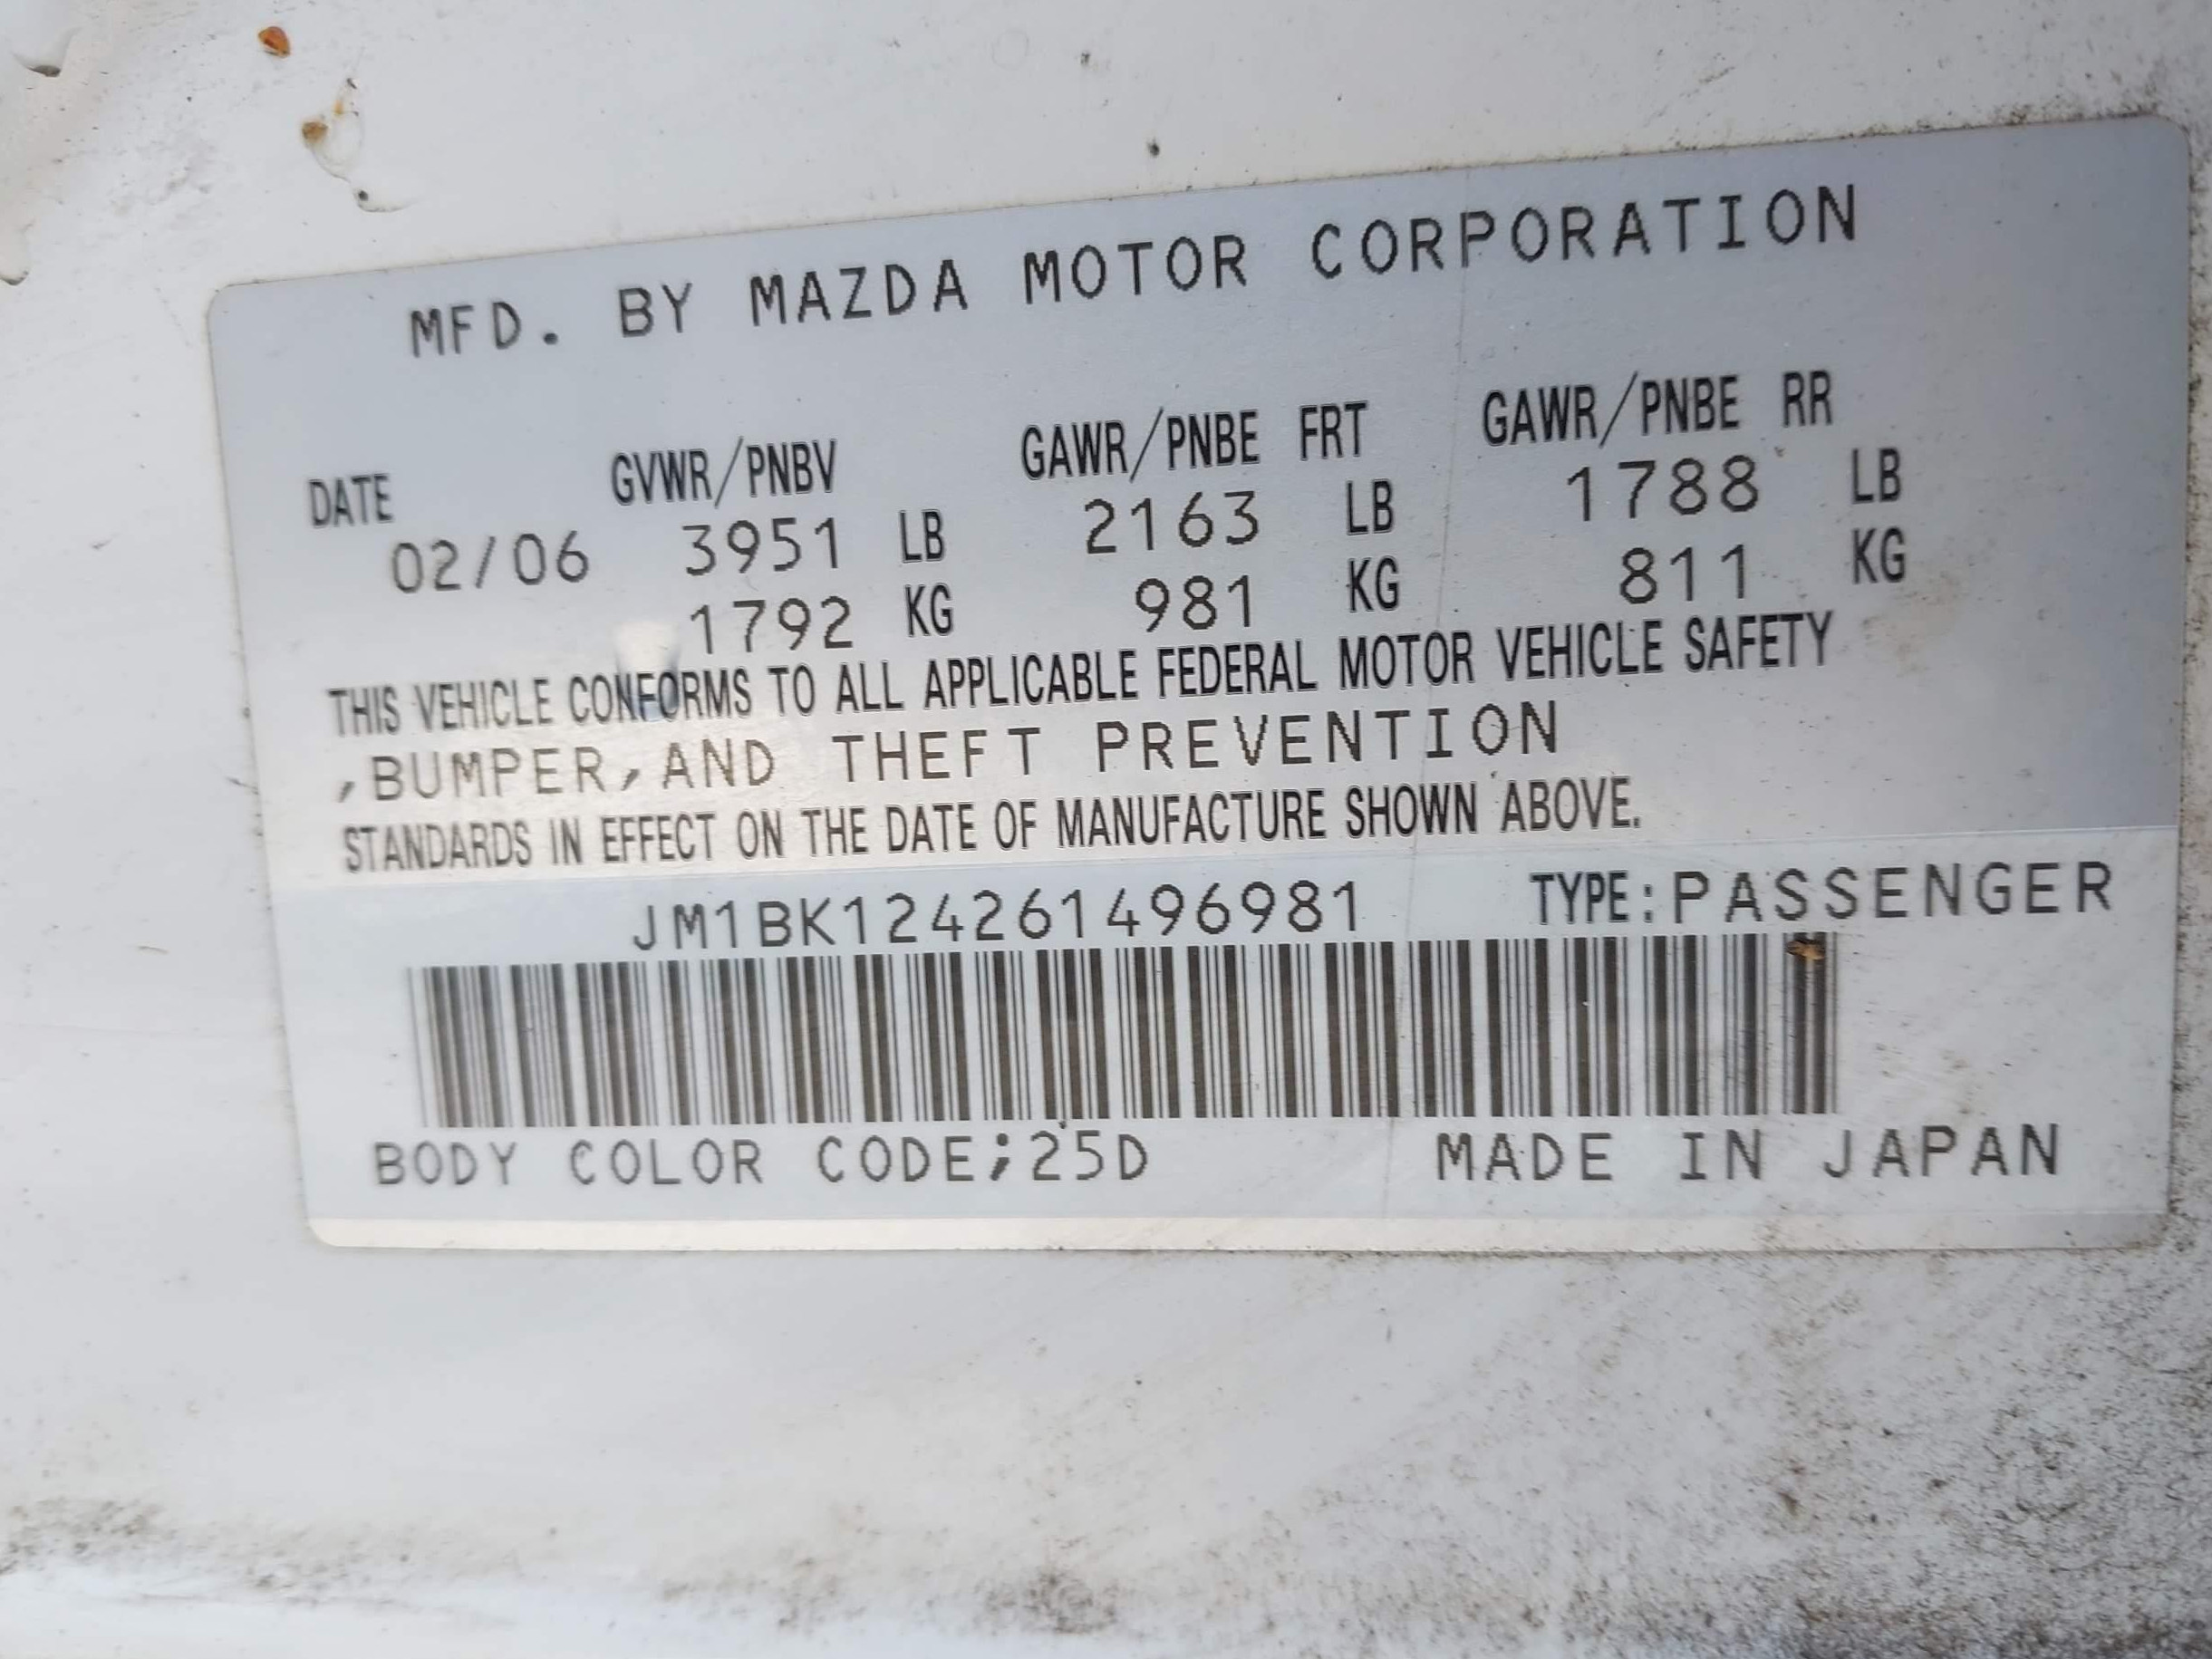 MFD. BY MAZDA MOTOR CORPORATION
DATE GVWR/PNBV GAWR/PNBE FRT GAWR/PNBE RR
02/06 3951 LB 2163 LB 1788 LB
1792 KG 981 KG 811 KG
THIS VEHICLE CONFORMS TO ALL APPLICABLE FEDERAL MOTOR VEHICLE SAFETY
,BUMPER,AND THEFT PREVENTION
STANDARDS IN EFFECT ON THE DATE OF MANUFACTURE SHOWN ABOVE.
JM1BK124261496981 TYPE:PASSENGER
BODY COLOR CODE;25D MADE IN JAPAN